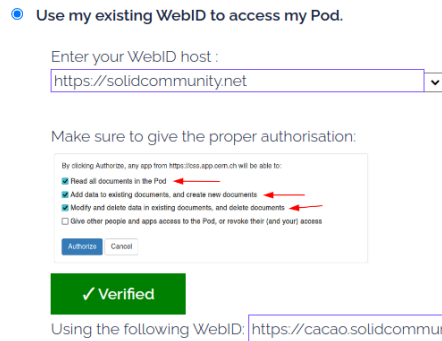 Use my existing WebID to access my Pod.
Enter your WebID host :
https://solidcommunity.net
Make sure to give the proper authorisation:
By clicking Authorize, any app from https://css.app.cern.ch will be able to:
Read all documents in the Pod
Add data to existing documents, and create new documents
Modify and delete data in existing documents, and delete documents
Give other people and apps access to the Pod, or revoke their (and your) access
Authorize Cancel
✓ Verified
Using the following WebID: https://cacao.solidcommu